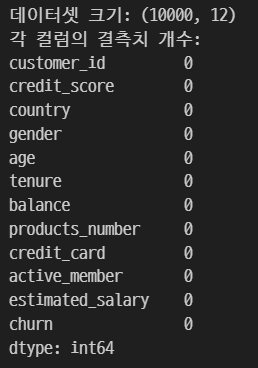 데이터셋 크기: (10000, 12)
각 컬럼의 결측치 개수:
customer_id         0
credit_score        0
country             0
gender              0
age                 0
tenure              0
balance             0
products_number     0
credit_card         0
active_member       0
estimated_salary    0
churn               0
dtype: int64